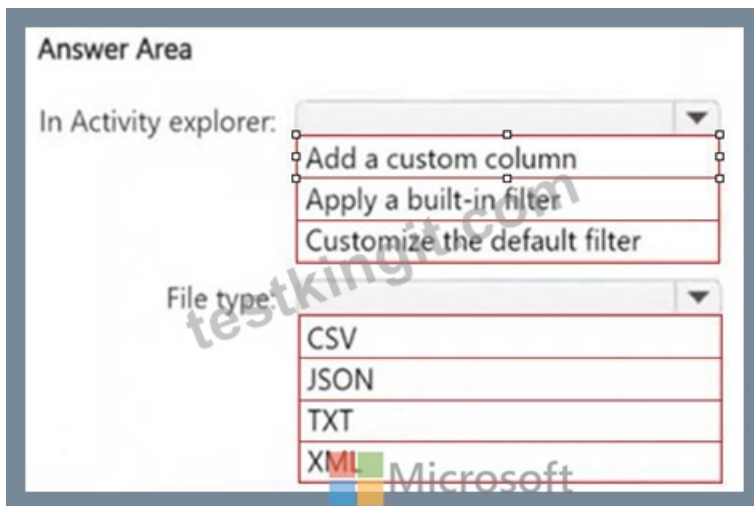 Answer Area
In Activity explorer:
Add a custom column
Apply a built-in filter
Customize the default filter
File type:
CSV
JSON
TXT
XML
testkingit.com
Microsoft